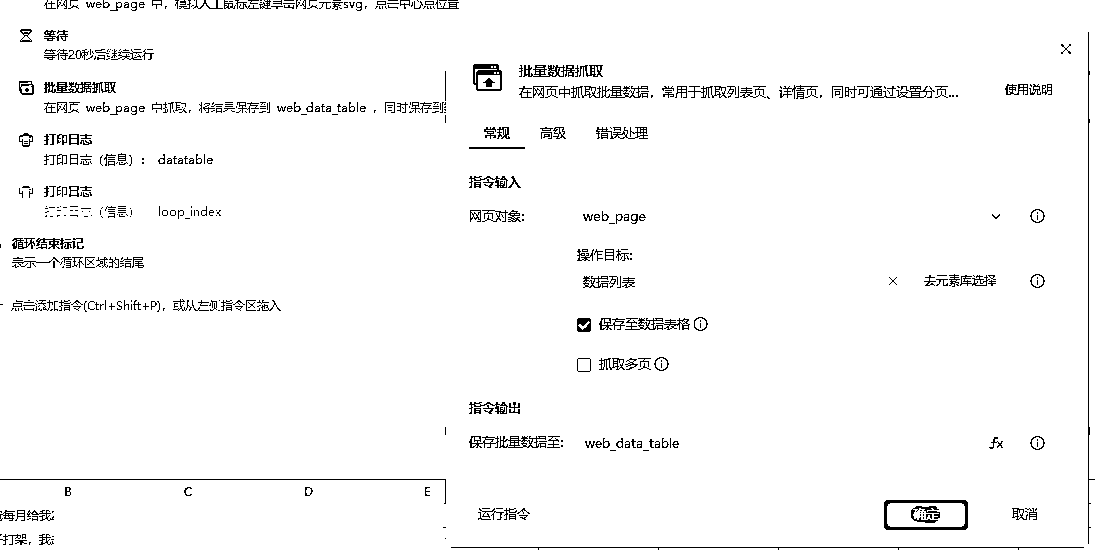 在网页 web_page 中，模拟人工鼠标左键单击网页元素svg，点击中心点位置
等待
等待20秒后继续运行
批量数据抓取
在网页 web_page 中抓取，将结果保存到 web_data_table ，同时保存到
打印日志
打印日志（信息）： datatable
打印日志
打印日志（信息） loop_index
循环结束标记
表示一个循环区域的结尾
点击添加指令(Ctrl+Shift+P)，或从左侧指令区拖入
B C D E
每月给我
打架，我
批量数据抓取
在网页中抓取批量数据，常用于抓取列表页、详情页，同时可通过设置分页...
使用说明
常规 高级 错误处理
指令输入
网页对象: web_page
操作目标:
数据列表 去元素库选择
保存至数据表格
抓取多页
指令输出
保存批量数据至: web_data_table fx
运行指令 确定 取消